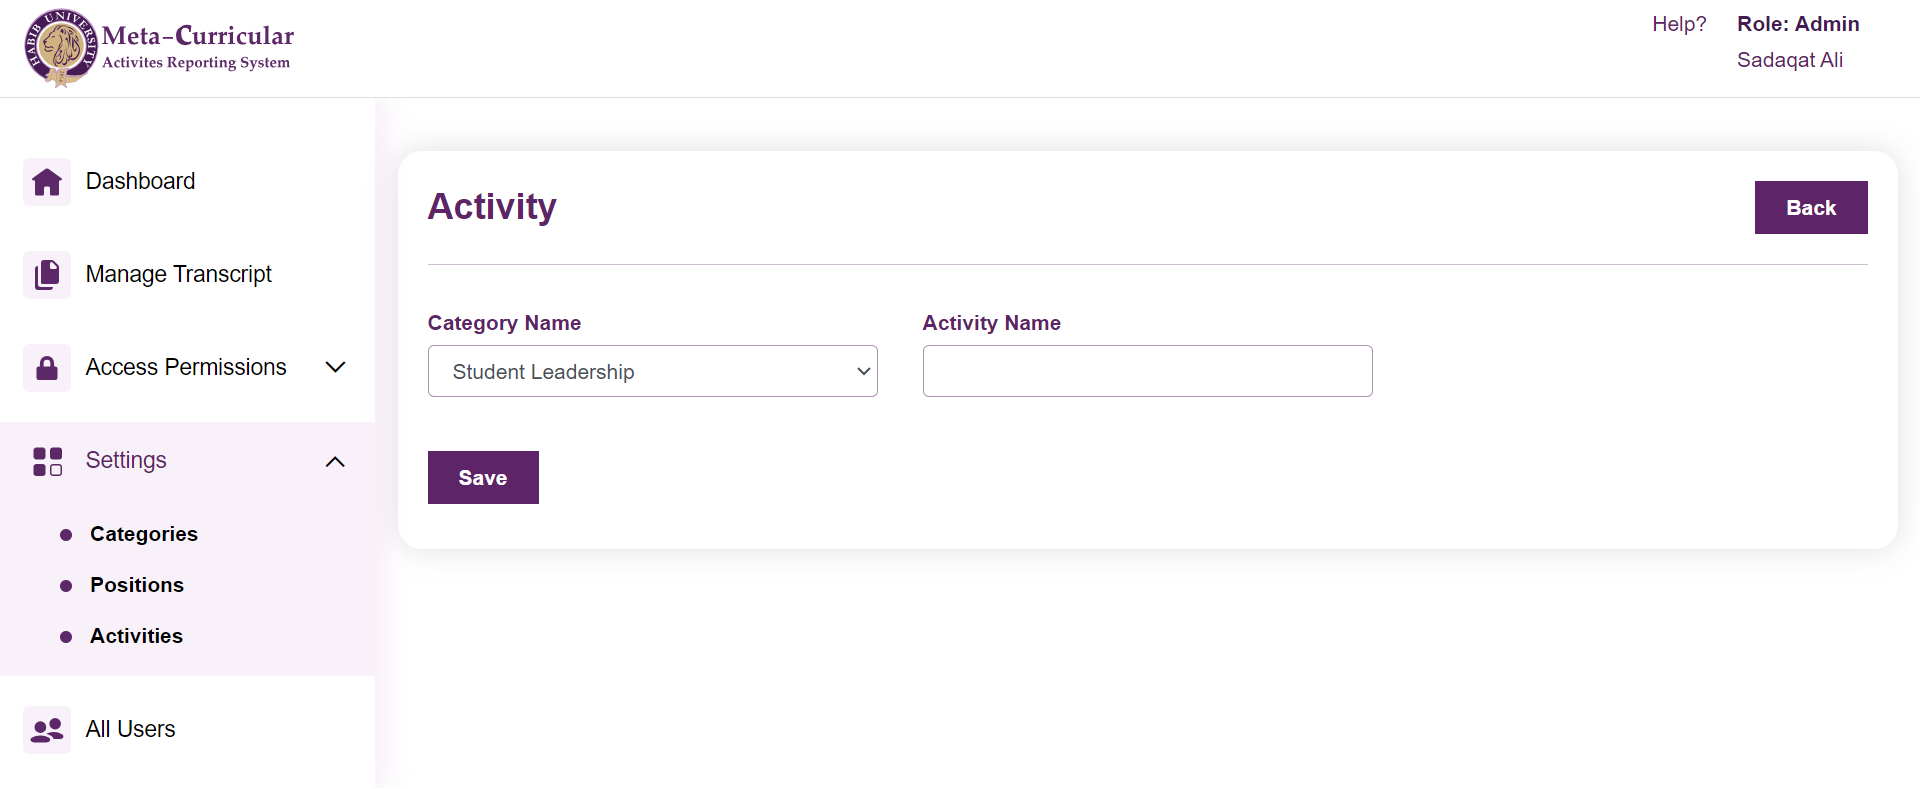 HABIB UNIVERSITY
Meta-Curricular
Activites Reporting System
Help?
Role: Admin
Sadaqat Ali
Dashboard
Manage Transcript
Access Permissions
Settings
Categories
Positions
Activities
All Users
Activity
Back
Category Name
Activity Name
Student Leadership
Save